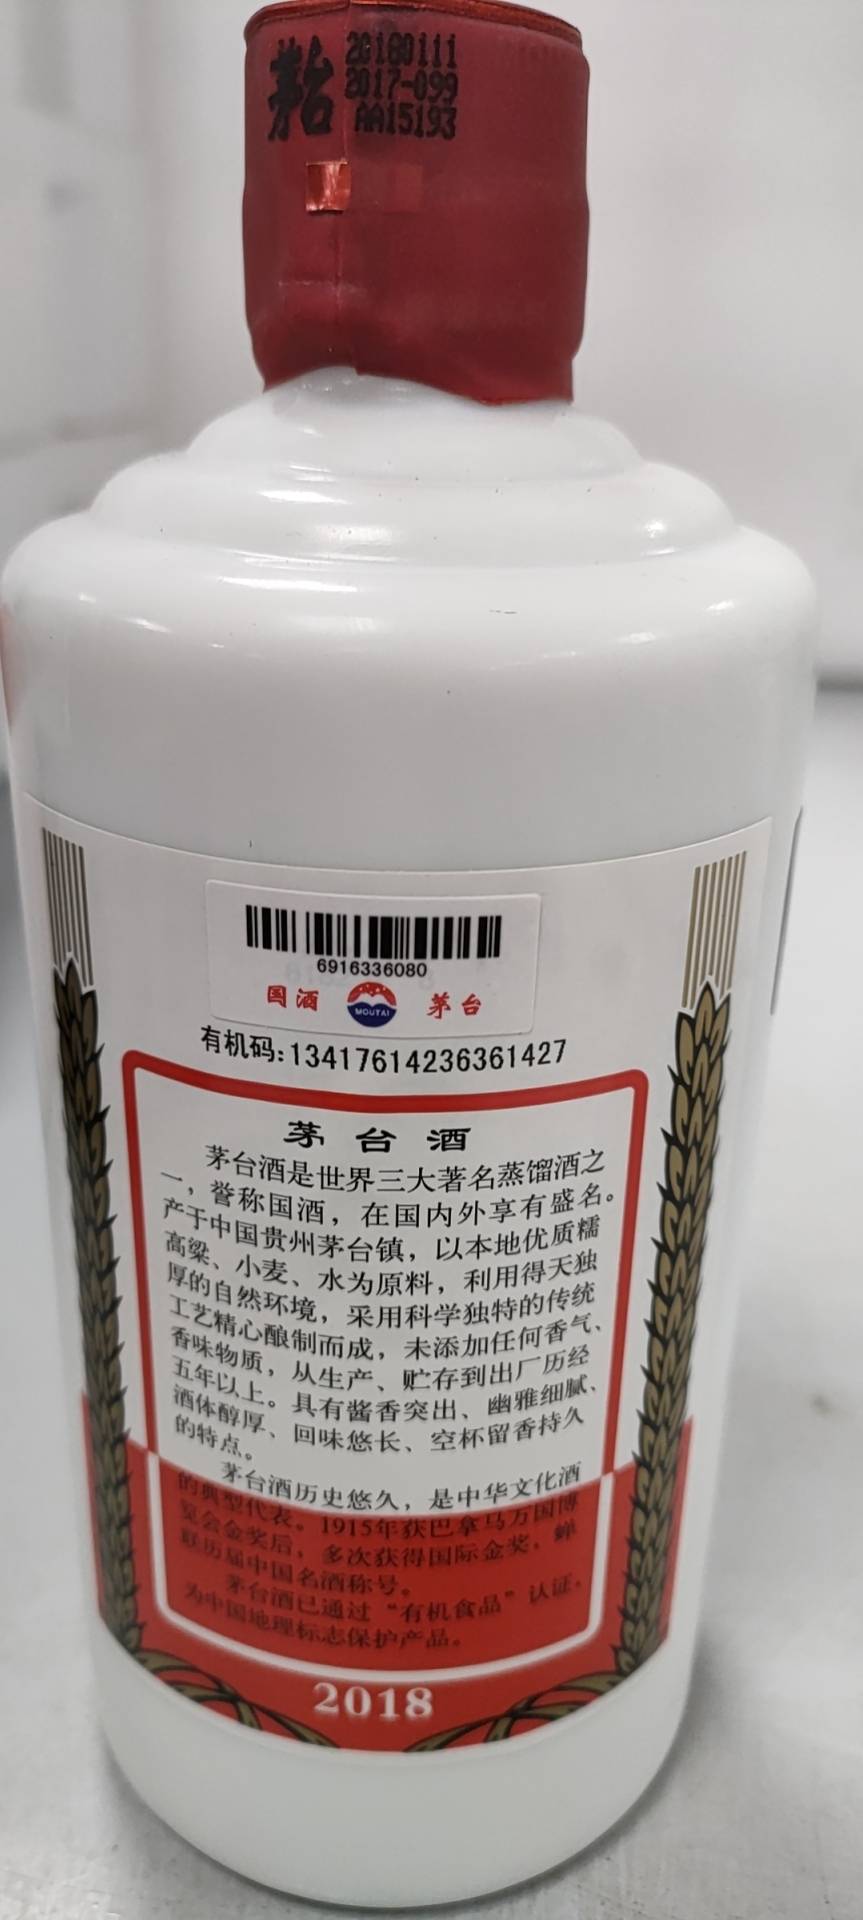 茅台
20180111
2017-099
AA15193
6916336080
国酒
MOUTAI
茅台
有机码:13417614236361427
茅台酒
茅台酒是世界三大著名蒸馏酒之
一，誉称国酒，在国内外享有盛名。
产于中国贵州茅台镇，以本地优质糯
高粱、小麦、水为原料，利用得天独
厚的自然环境，采用科学独特的传统
工艺精心酿制而成，未添加任何香气、
香味物质，从生产、贮存到出厂历经
五年以上。具有酱香突出、幽雅细腻、
酒体醇厚、回味悠长、空杯留香持久
的特点。
茅台酒历史悠久，是中华文化酒
的典型代表。1915年获巴拿马万国博
览会金奖后，多次获得国际金奖，蝉
联历届中国名酒称号。
茅台酒已通过“有机食品”认证，
为中国地理标志保护产品。
2018